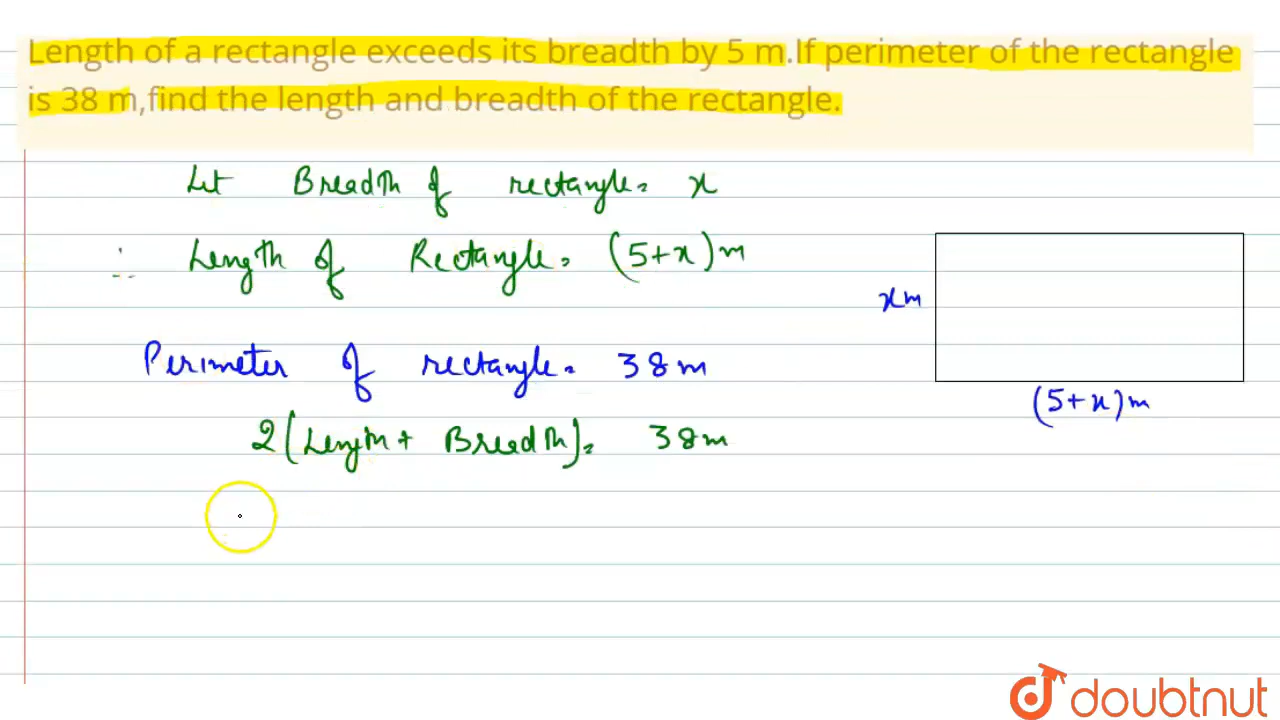 Length of a rectangle exceeds its breadth by 5 m.If perimeter of the rectangle
is 38 m,find the length and breadth of the rectangle.
Let Breadth of rectangle = x
∴ Length of Rectangle = (5+x)m
xm
Perimeter of rectangle = 38m
(5+x)m
2(Length + Breadth) = 38m
doubtnut